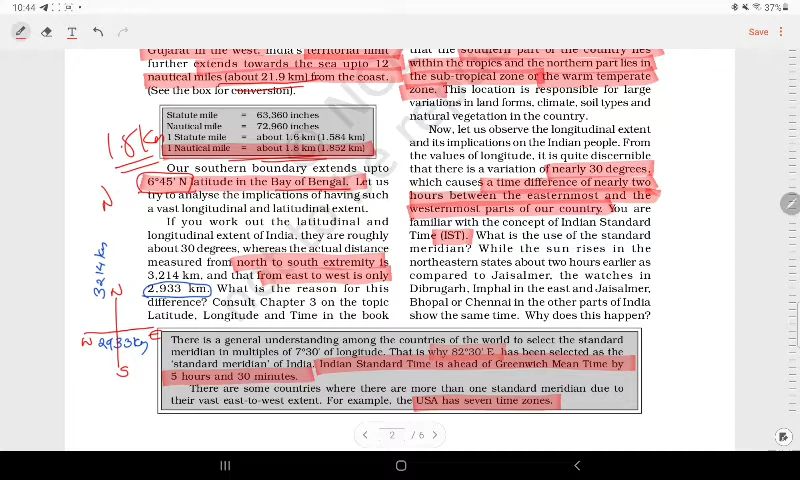 10:44
37%
Save
Gujarat in the west. India's territorial limit
further extends towards the sea upto 12
nautical miles (about 21.9 km) from the coast.
(See the box for conversion).
Statute mile = 63,360 inches
Nautical mile = 72,960 inches
1 Statute mile = about 1.6 km (1.584 km)
1 Nautical mile = about 1.8 km (1.852 km)
1.8 km
Our southern boundary extends upto
6°45' N latitude in the Bay of Bengal. Let us
try to analyse the implications of having such
a vast longitudinal and latitudinal extent.
If you work out the latitudinal and
longitudinal extent of India, they are roughly
about 30 degrees, whereas the actual distance
measured from north to south extremity is
3,214 km, and that from east to west is only
2,933 km. What is the reason for this
difference? Consult Chapter 3 on the topic
Latitude, Longitude and Time in the book
N
3214 km
N
W 2933 km E
S
that the southern part of the country lies
within the tropics and the northern part lies in
the sub-tropical zone or the warm temperate
zone. This location is responsible for large
variations in land forms, climate, soil types and
natural vegetation in the country.
Now, let us observe the longitudinal extent
and its implications on the Indian people. From
the values of longitude, it is quite discernible
that there is a variation of nearly 30 degrees,
which causes a time difference of nearly two
hours between the easternmost and the
westernmost parts of our country. You are
familiar with the concept of Indian Standard
Time (IST). What is the use of the standard
meridian? While the sun rises in the
northeastern states about two hours earlier as
compared to Jaisalmer, the watches in
Dibrugarh, Imphal in the east and Jaisalmer,
Bhopal or Chennai in the other parts of India
show the same time. Why does this happen?
There is a general understanding among the countries of the world to select the standard
meridian in multiples of 7°30' of longitude. That is why 82°30' E has been selected as the
'standard meridian' of India. Indian Standard Time is ahead of Greenwich Mean Time by
5 hours and 30 minutes.
There are some countries where there are more than one standard meridian due to
their vast east-to-west extent. For example, the USA has seven time zones.
2 / 6